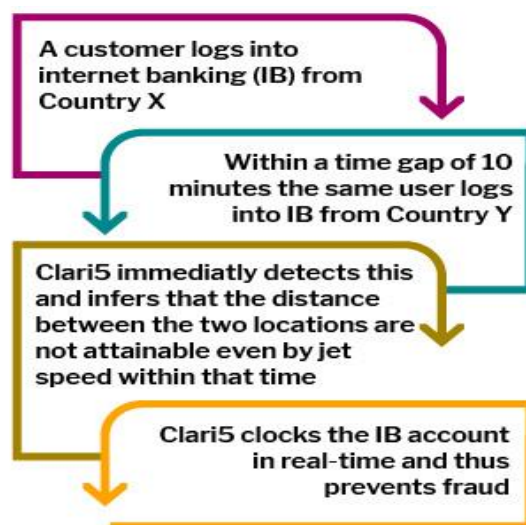 A customer logs into
internet banking (IB) from
Country X
Within a time gap of 10
minutes the same user logs
into IB from Country Y
Clari5 immediatly detects this
and infers that the distance
between the two locations are
not attainable even by jet
speed within that time
Clari5 clocks the IB account
in real-time and thus
prevents fraud